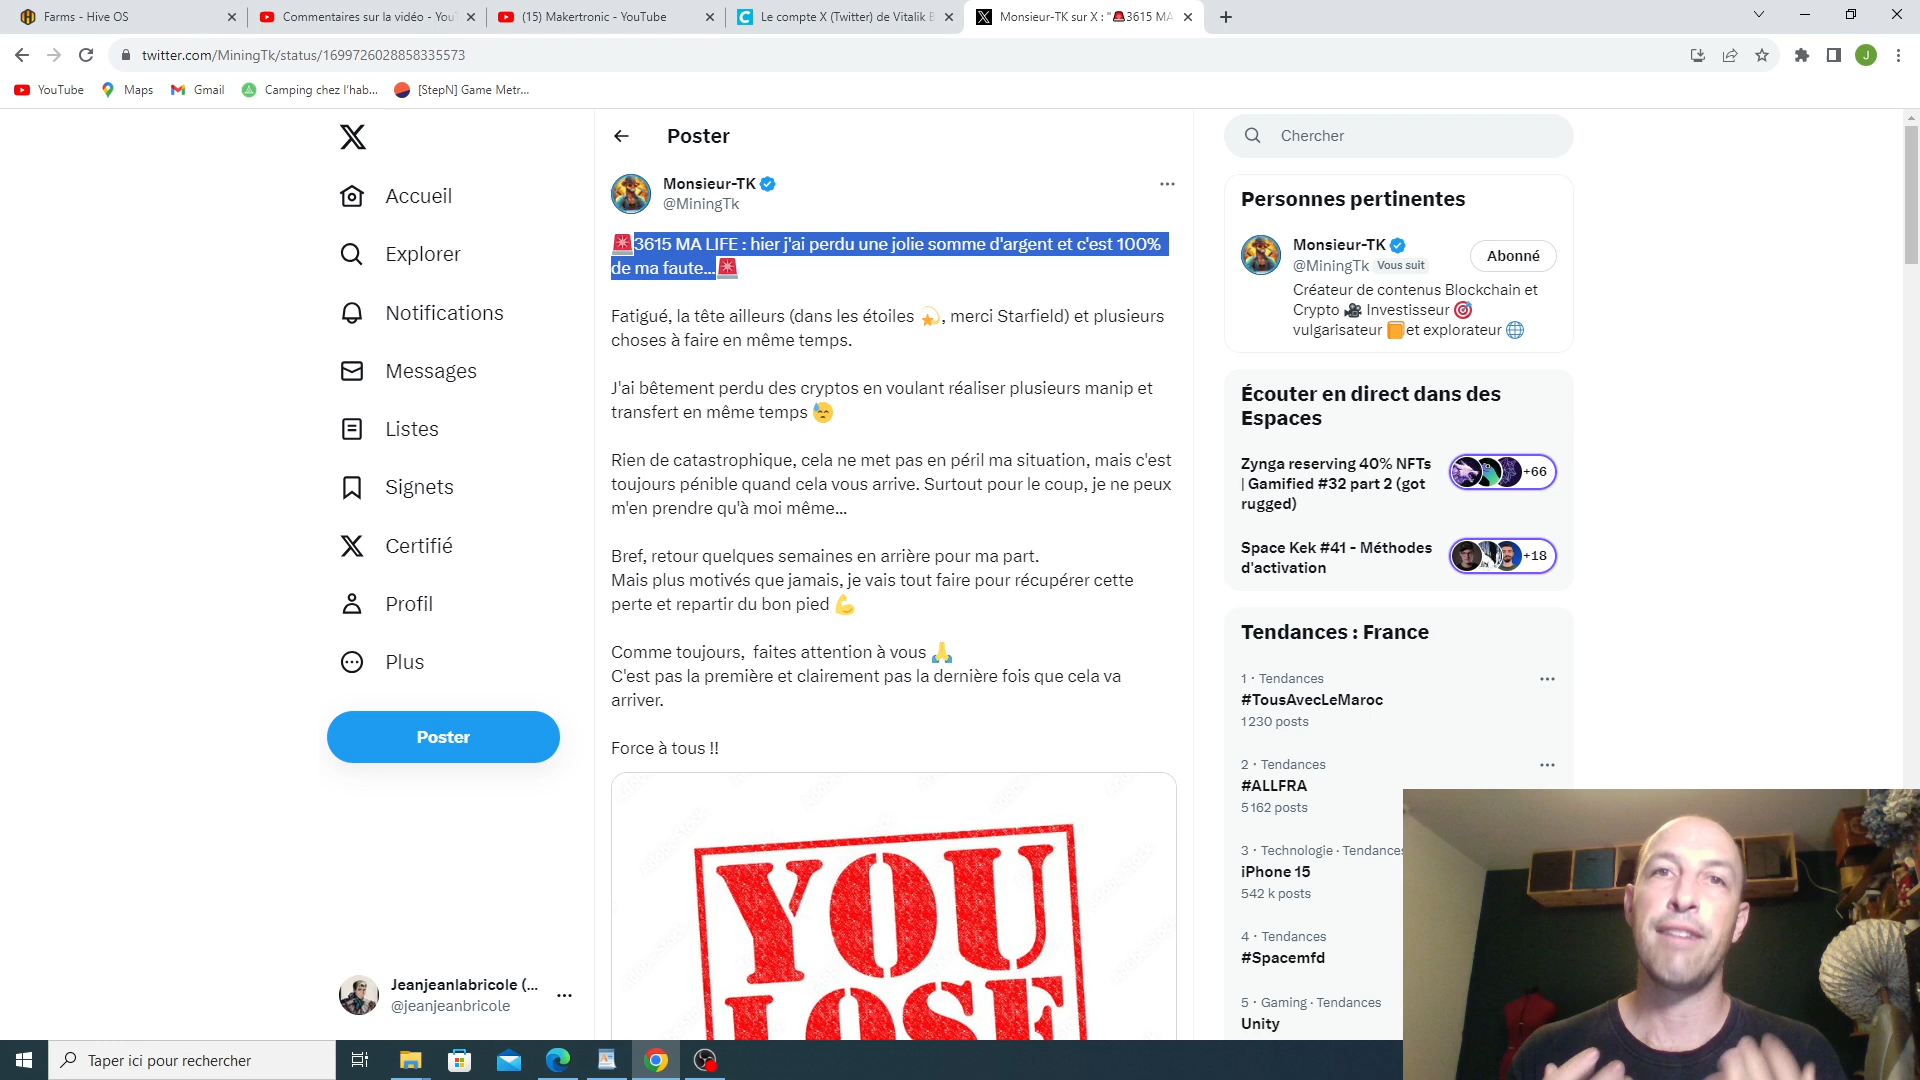 Farms - Hive OS
Commentaires sur la vidéo - You
(15) Makertronic - YouTube
Le compte X (Twitter) de Vitalik B
Monsieur-TK sur X : "🚨3615 MA
twitter.com/MiningTk/status/1699726028858335573
J
YouTube
Maps
Gmail
Camping chez l'hab...
[StepN] Game Metr...
Accueil
Explorer
Notifications
Messages
Listes
Signets
Certifié
Profil
Plus
Poster
Jeanjeanlabricole (...
@jeanjeanbricole
Poster
Monsieur-TK
@MiningTk
🚨3615 MA LIFE : hier j'ai perdu une jolie somme d'argent et c'est 100%
de ma faute...🚨
Fatigué, la tête ailleurs (dans les étoiles 💫, merci Starfield) et plusieurs
choses à faire en même temps.
J'ai bêtement perdu des cryptos en voulant réaliser plusieurs manip et
transfert en même temps 😓
Rien de catastrophique, cela ne met pas en péril ma situation, mais c'est
toujours pénible quand cela vous arrive. Surtout pour le coup, je ne peux
m'en prendre qu'à moi même...
Bref, retour quelques semaines en arrière pour ma part.
Mais plus motivés que jamais, je vais tout faire pour récupérer cette
perte et repartir du bon pied 💪
Comme toujours,  faites attention à vous 🙏
C'est pas la première et clairement pas la dernière fois que cela va
arriver.
Force à tous !!
YOU
LOSE
Chercher
Personnes pertinentes
Monsieur-TK
@MiningTk Vous suit
Abonné
Créateur de contenus Blockchain et
Crypto 🎥 Investisseur 🎯
vulgarisateur 📙et explorateur 🌐
Écouter en direct dans des
Espaces
Zynga reserving 40% NFTs
| Gamified #32 part 2 (got
rugged)
+66
Space Kek #41 - Méthodes
d'activation
+18
Tendances : France
1 · Tendances
#TousAvecLeMaroc
1230 posts
2 · Tendances
#ALLFRA
5162 posts
3 · Technologie · Tendances
iPhone 15
542 k posts
4 · Tendances
#Spacemfd
5 · Gaming · Tendances
Unity
Taper ici pour rechercher